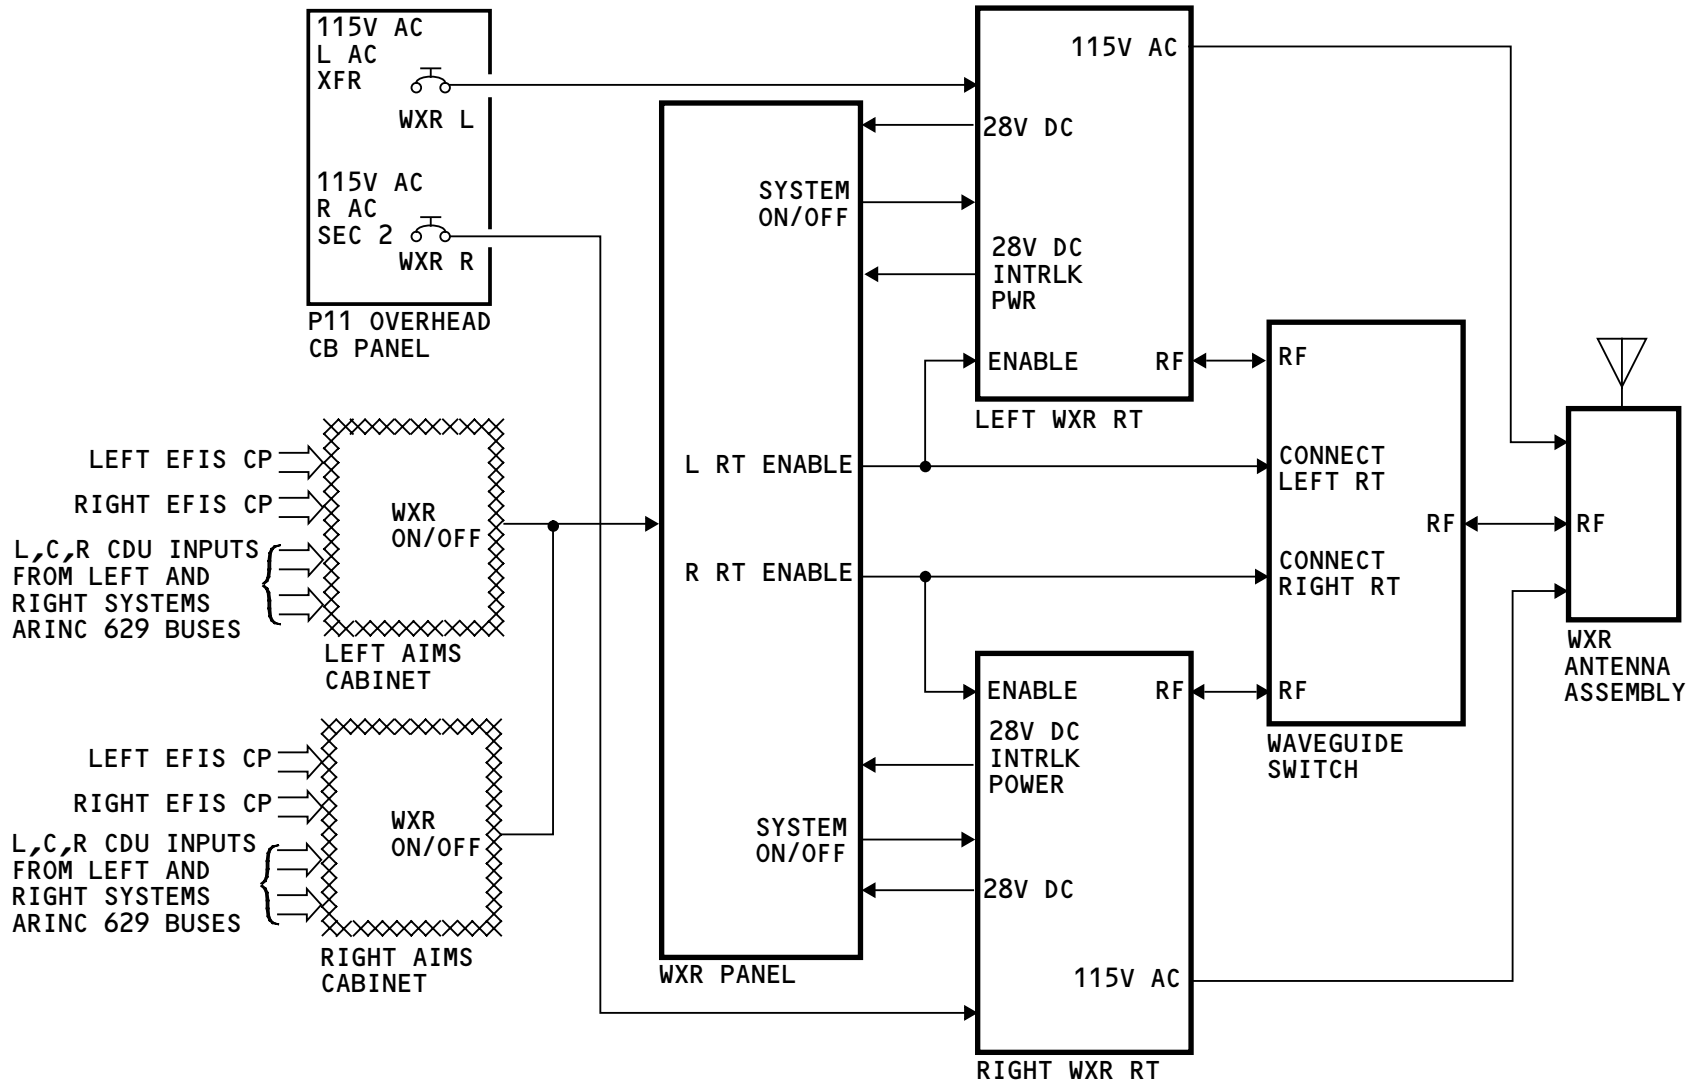 115V AC
L AC
XFR
WXR L
115V AC
R AC
SEC 2
WXR R
P11 OVERHEAD
CB PANEL
LEFT EFIS CP
RIGHT EFIS CP
L,C,R CDU INPUTS
FROM LEFT AND
RIGHT SYSTEMS
ARINC 629 BUSES
WXR
ON/OFF
LEFT AIMS
CABINET
LEFT EFIS CP
RIGHT EFIS CP
L,C,R CDU INPUTS
FROM LEFT AND
RIGHT SYSTEMS
ARINC 629 BUSES
WXR
ON/OFF
RIGHT AIMS
CABINET
SYSTEM
ON/OFF
L RT ENABLE
R RT ENABLE
SYSTEM
ON/OFF
WXR PANEL
115V AC
28V DC
28V DC
INTRLK
PWR
ENABLE
RF
LEFT WXR RT
ENABLE
RF
28V DC
INTRLK
POWER
28V DC
115V AC
RIGHT WXR RT
RF
CONNECT
LEFT RT
RF
CONNECT
RIGHT RT
RF
WAVEGUIDE
SWITCH
RF
WXR
ANTENNA
ASSEMBLY